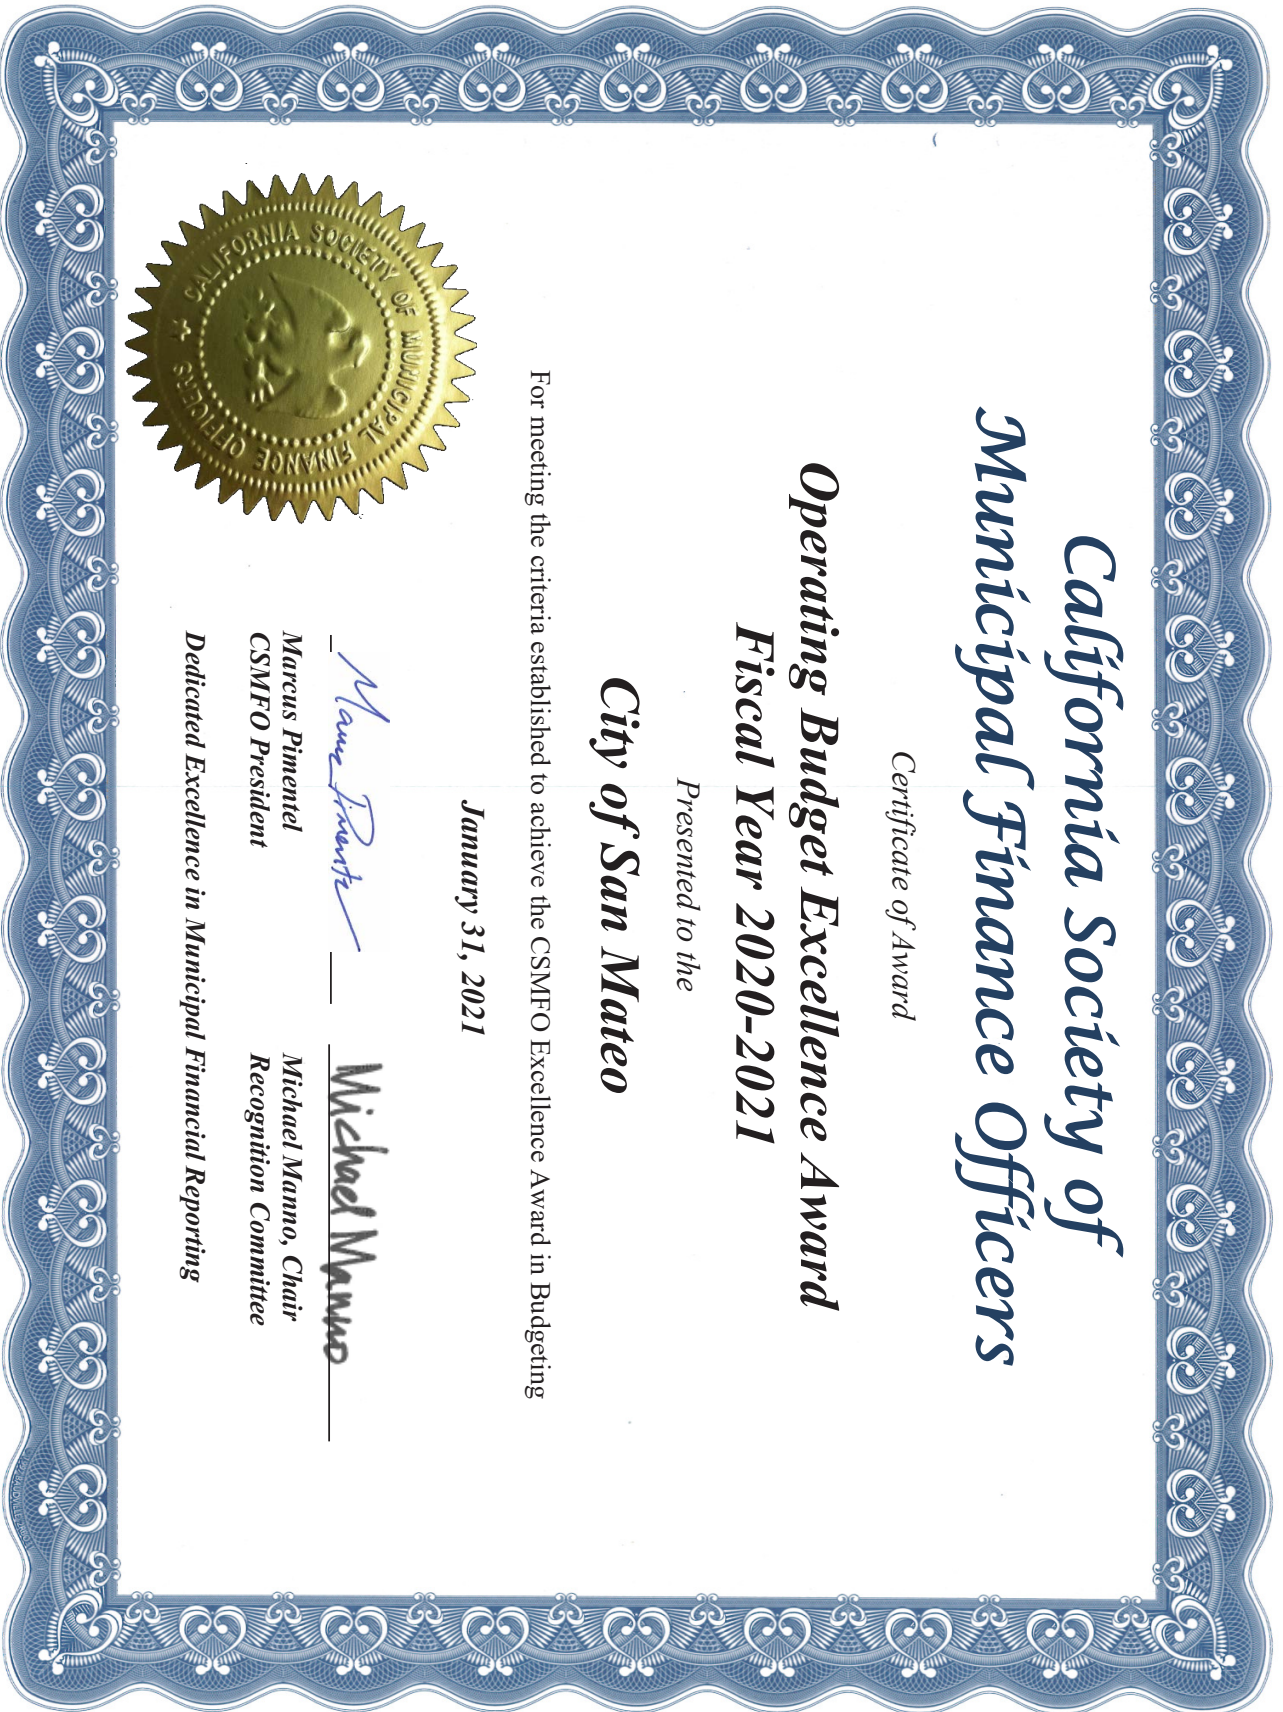 California Society of
Municipal Finance Officers
Certificate of Award
Operating Budget Excellence Award
Fiscal Year 2020-2021
Presented to the
City of San Mateo
For meeting the criteria established to achieve the CSMFO Excellence Award in Budgeting
January 31, 2021
Michael Manno
Marcus Pimentel
CSMFO President
Michael Manno, Chair
Recognition Committee
Dedicated Excellence in Municipal Financial Reporting
CALIFORNIA SOCIETY OF MUNICIPAL FINANCE OFFICERS